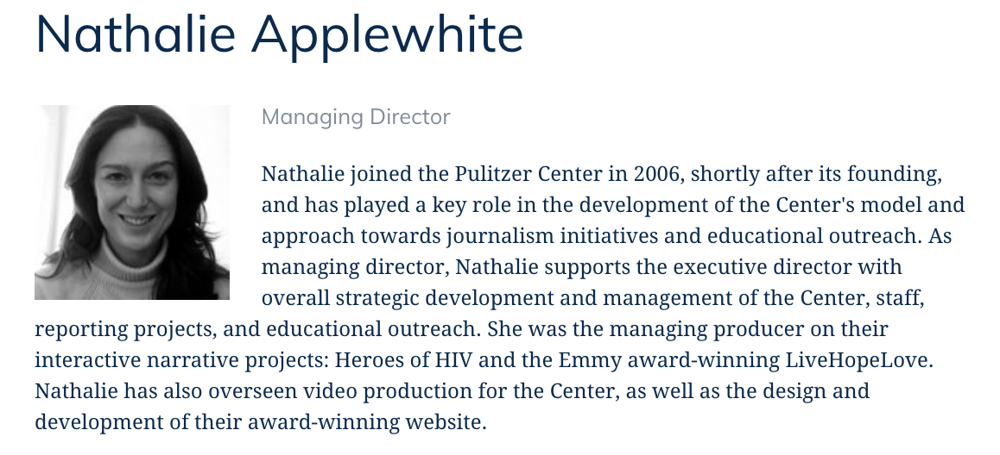 Nathalie Applewhite
Managing Director
Nathalie joined the Pulitzer Center in 2006, shortly after its founding,
and has played a key role in the development of the Center's model and
approach towards journalism initiatives and educational outreach. As
managing director, Nathalie supports the executive director with
overall strategic development and management of the Center, staff,
reporting projects, and educational outreach. She was the managing producer on their
interactive narrative projects: Heroes of HIV and the Emmy award-winning LiveHopeLove.
Nathalie has also overseen video production for the Center, as well as the design and
development of their award-winning website.